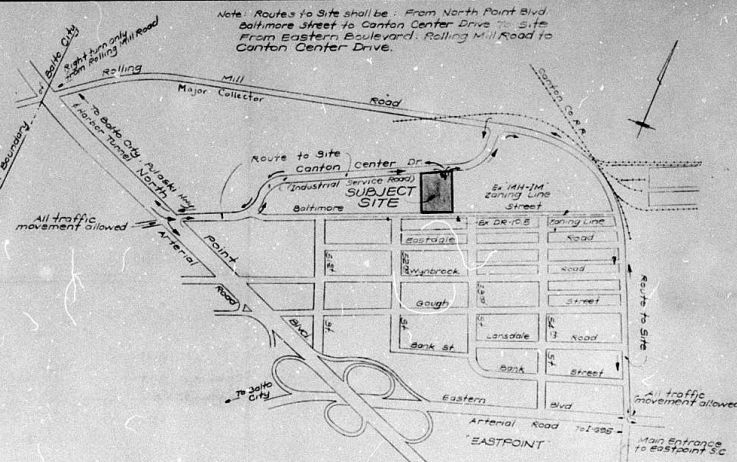 Note: Routes to Site shall be: From North Point Blvd.
Baltimore Street to Canton Center Drive To Site
From Eastern Boulevard: Rolling Mill Road to
Canton Center Drive.
Balto City
Boundary
Right turn only
from Rolling Mill Road
Rolling
Mill
Road
Major Collector
Canton Co. R.R.
To Balto City
& Harbor Tunnel
Pulaski Hwy
North
Point
Blvd
Arterial
Road
Route to Site
Canton Center Dr
(Industrial Service Road)
SUBJECT
SITE
Ex MH-IM
Zoning Line
Baltimore
Street
All traffic
movement allowed
Ex DR-10.5
Zoning Line
Eastdale
Road
Wynbrook
Road
Gough
Street
Lansdale
Road
Bank St
Bank
Street
St
St
St
St
St
Route to Site
To Balto
City
Eastern
Blvd
Arterial Road
To I-695
All traffic
movement allowed
"EASTPOINT"
Main Entrance
to Eastpoint S.C.